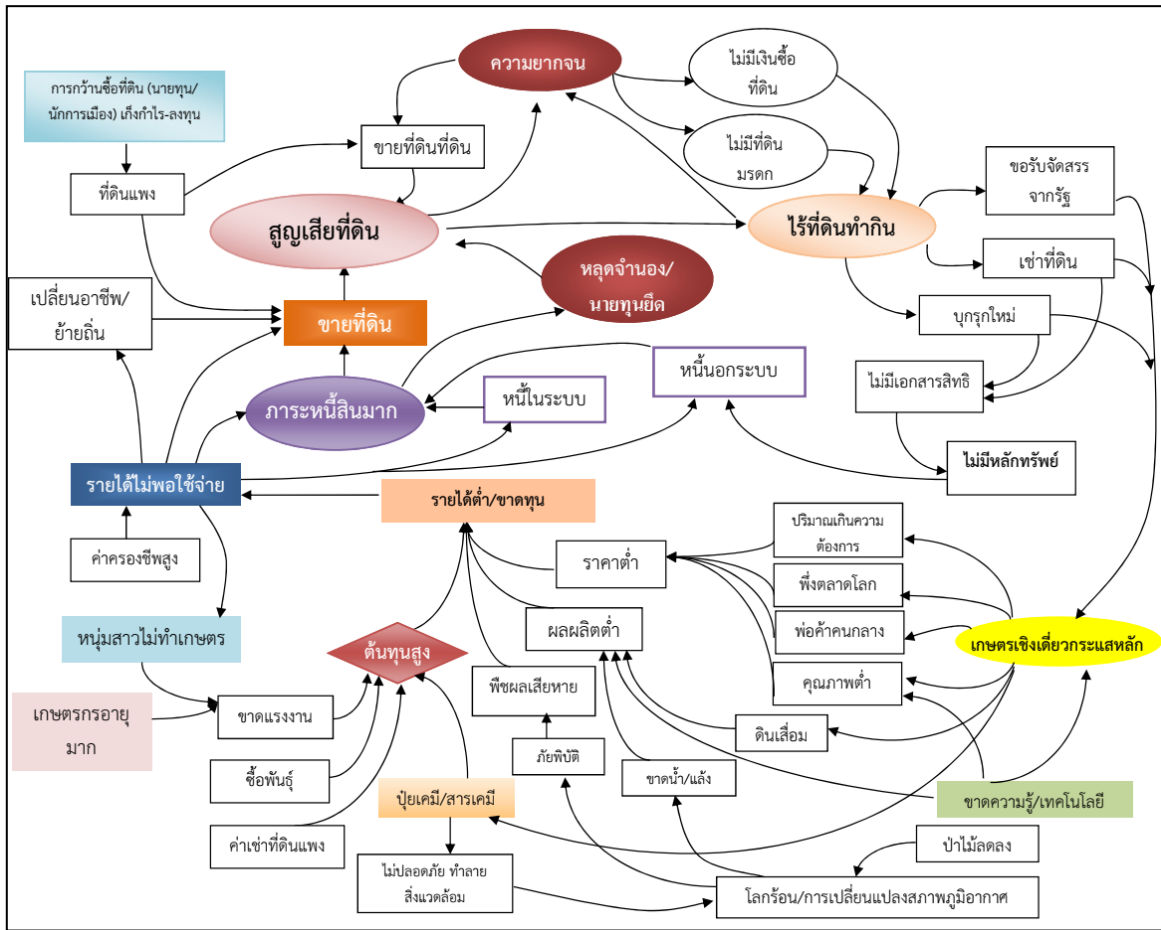 ความยากจน
ไม่มีเงินซื้อ
ที่ดิน
การกว้านซื้อที่ดิน (นายทุน/
นักการเมือง) เก็งกำไร-ลงทุน
ขายที่ดินที่ดิน
ไม่มีที่ดิน
มรดก
ขอรับจัดสรร
จากรัฐ
ที่ดินแพง
สูญเสียที่ดิน
ไร้ที่ดินทำกิน
เช่าที่ดิน
หลุดจำนอง/
นายทุนยึด
เปลี่ยนอาชีพ/
ย้ายถิ่น
ขายที่ดิน
บุกรุกใหม่
หนี้นอกระบบ
ไม่มีเอกสารสิทธิ
ภาระหนี้สินมาก
หนี้ในระบบ
ไม่มีหลักทรัพย์
รายได้ไม่พอใช้จ่าย
รายได้ต่ำ/ขาดทุน
ปริมาณเกินความ
ต้องการ
ค่าครองชีพสูง
ราคาต่ำ
พึ่งตลาดโลก
หนุ่มสาวไม่ทำเกษตร
ต้นทุนสูง
ผลผลิตต่ำ
พ่อค้าคนกลาง
เกษตรเชิงเดี่ยวกระแสหลัก
พืชผลเสียหาย
คุณภาพต่ำ
เกษตรกรอายุ
มาก
ขาดแรงงาน
ดินเสื่อม
ภัยพิบัติ
ซื้อพันธุ์
ขาดน้ำ/แล้ง
ปุ๋ยเคมี/สารเคมี
ขาดความรู้/เทคโนโลยี
ค่าเช่าที่ดินแพง
ป่าไม้ลดลง
ไม่ปลอดภัย ทำลาย
สิ่งแวดล้อม
โลกร้อน/การเปลี่ยนแปลงสภาพภูมิอากาศ